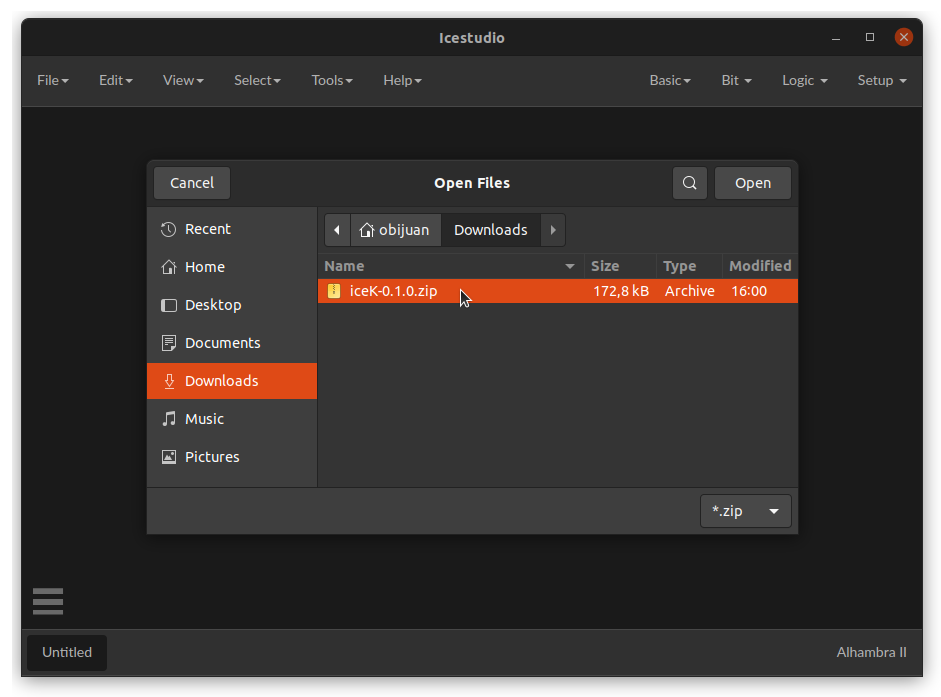 Icestudio
File Edit View Select Tools Help Basic Bit Logic Setup
Cancel Open Files Open
Recent
Home
Desktop
Documents
Downloads
Music
Pictures
obijuan Downloads
Name Size Type Modified
iceK-0.1.0.zip 172,8 kB Archive 16:00
*.zip
Untitled Alhambra II